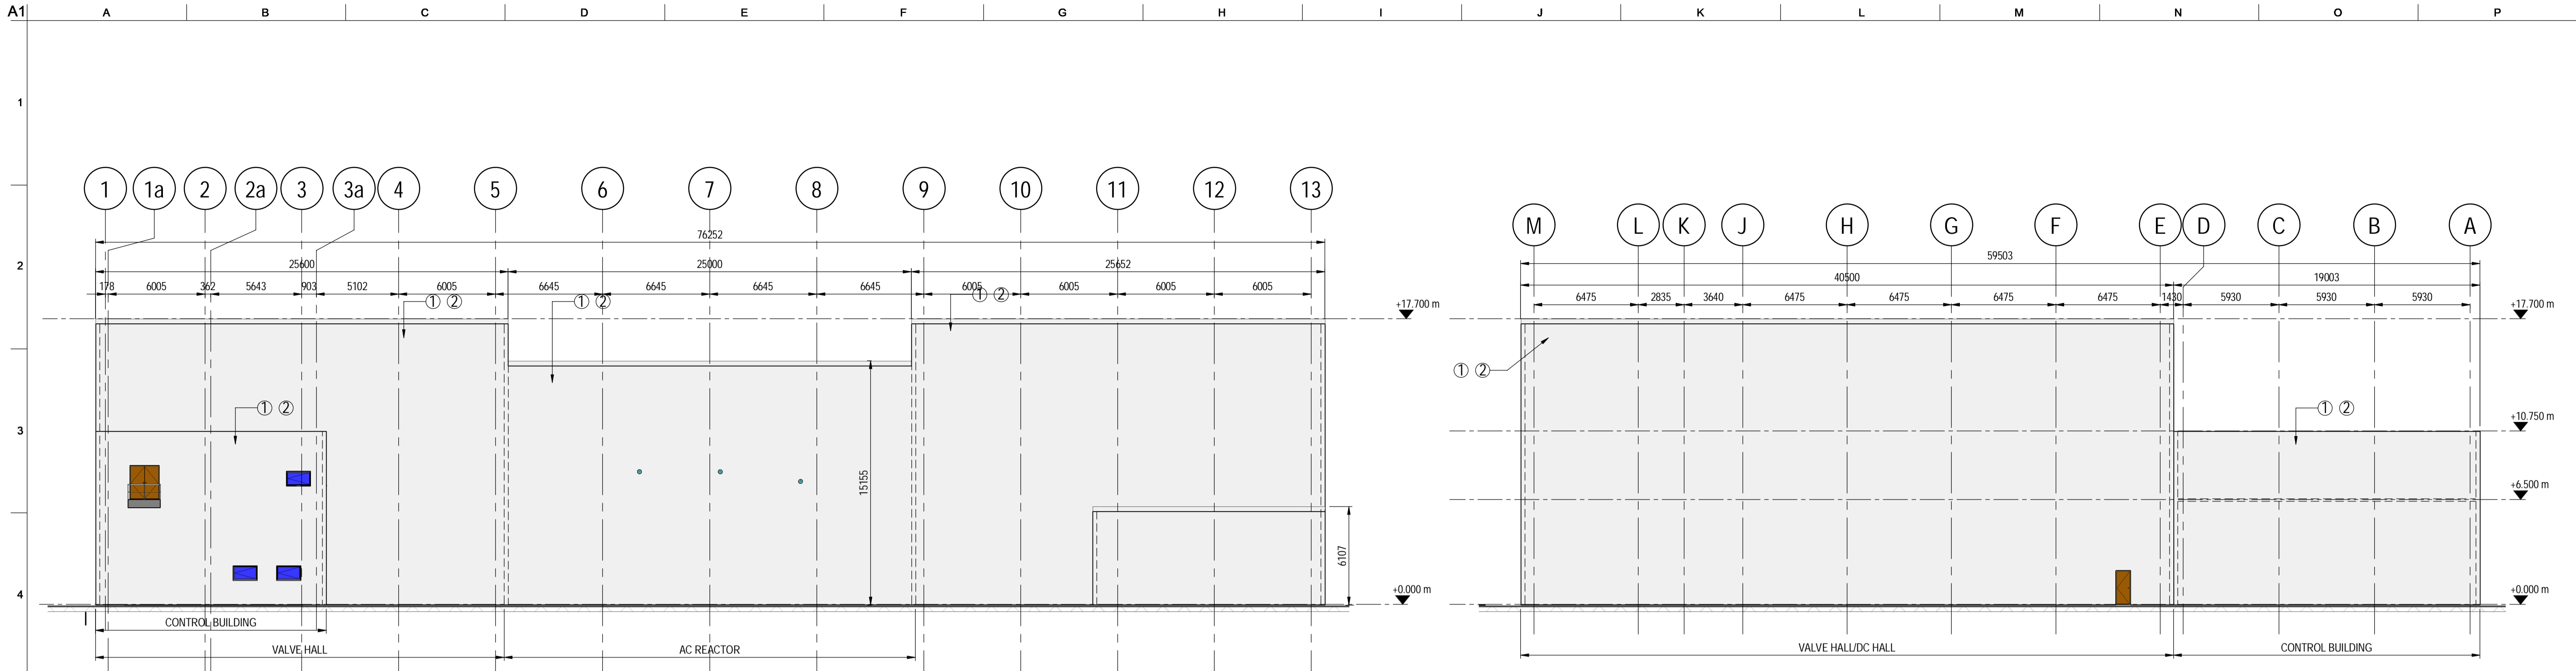 A1 A B C D E F G H I J K L M N O P
1
1 1a 2 2a 3 3a 4 5 6 7 8 9 10 11 12 13
M L K J H G F E D C B A
76252
59503
2
25600 25000 25652
40500 19003
178 6005 362 5643 903 5102 6005 6645 6645 6645 6645 6005 6005 6005 6005
6475 2835 3640 6475 6475 6475 6475 1430 5930 5930 5930
① ② ① ② ① ②
+17.700 m
+17.700 m
① ②
① ② ① ②
+10.750 m
3
15155
+6.500 m
6107
+0.000 m
+0.000 m
4
CONTROL BUILDING
VALVE HALL AC REACTOR
VALVE HALL/DC HALL CONTROL BUILDING